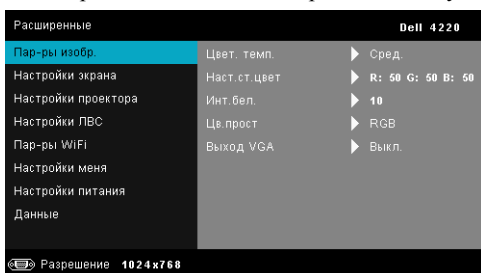 Расширенные Dell 4220
Пар-ры изобр. Цвет. темп. Сред.
Настройки экрана Наст.ст.цвет R: 50 G: 50 B: 50
Настройки проектора Инт.бел. 10
Настройки ЛВС Цв.прост RGB
Пар-ры WiFi Выход VGA Выкл.
Настройки меня
Настройки питания
Данные
Разрешение 1024x768